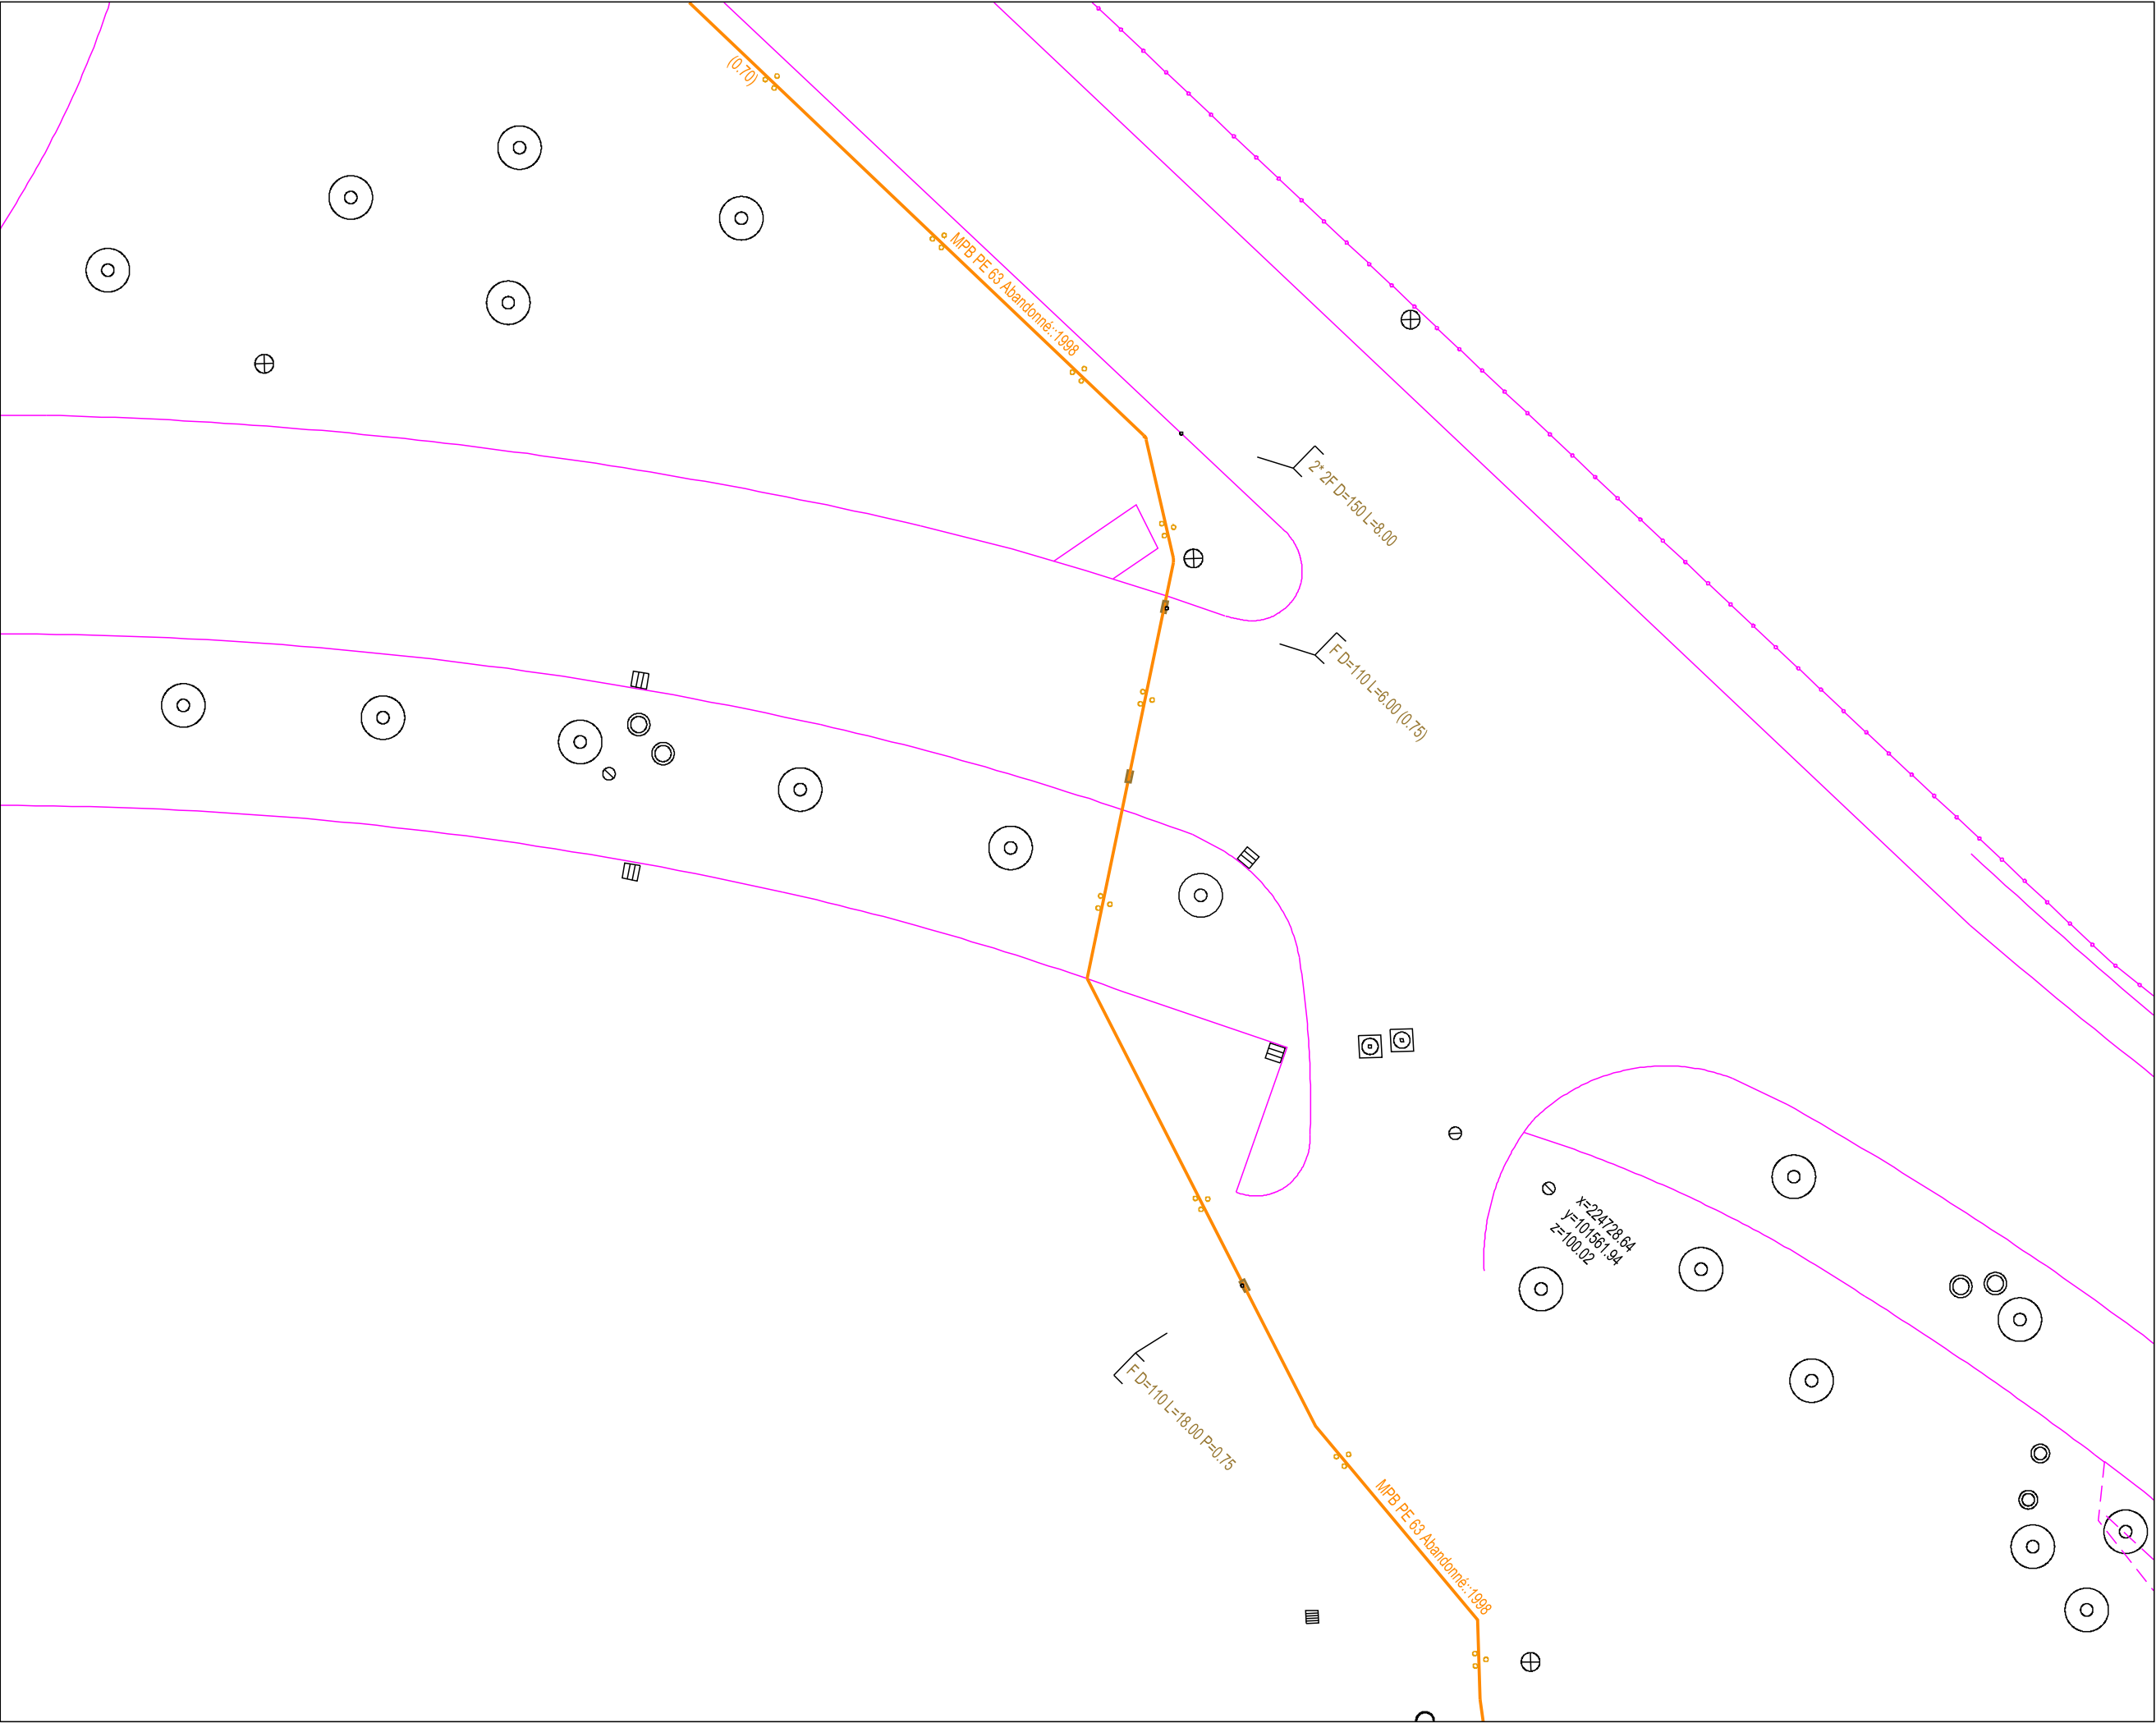 (0.70)
MPB PE 63 Abandonné::1998
2* 2F D=150 L=8.00
F D=110 L=6.00 (0.75)
x=224728.64
y=101561.94
z=100.02
F D=110 L=18.00 P=0.75
MPB PE 63 Abandonné::1998